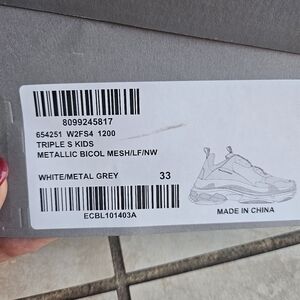 8099245817
654251 W2FS4 1200
TRIPLE S KIDS
METALLIC BICOL MESH/LF/NW
WHITE/METAL GREY 33
ECBL101403A
MADE IN CHINA